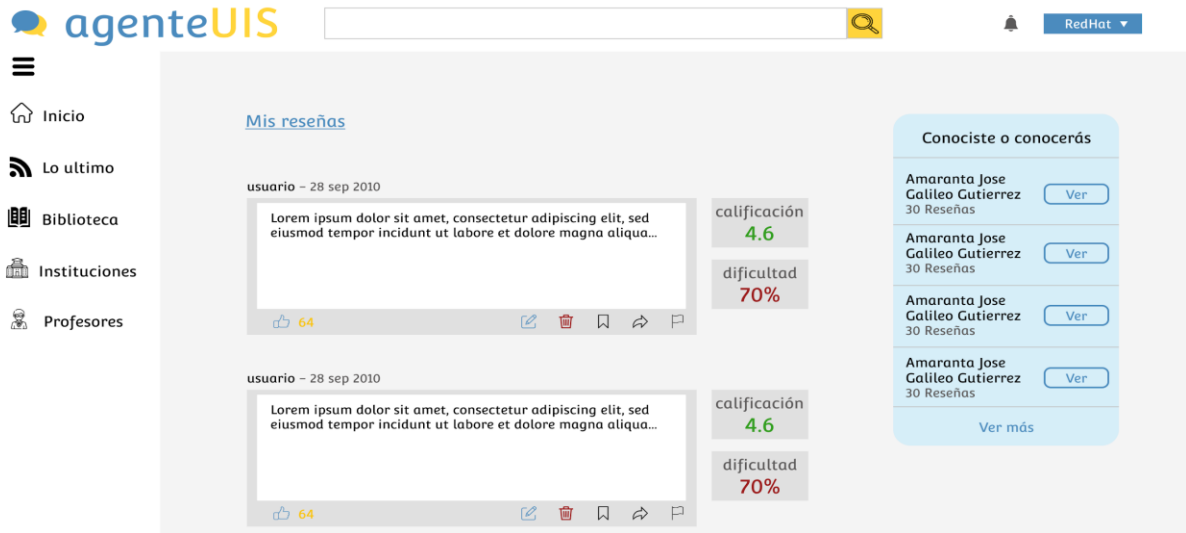 agenteUIS
RedHat
Inicio
Lo ultimo
Biblioteca
Instituciones
Profesores
Mis reseñas
usuario – 28 sep 2010
Lorem ipsum dolor sit amet, consectetur adipiscing elit, sed
eiusmod tempor incidunt ut labore et dolore magna aliqua...
64
calificación
4.6
dificultad
70%
usuario – 28 sep 2010
Lorem ipsum dolor sit amet, consectetur adipiscing elit, sed
eiusmod tempor incidunt ut labore et dolore magna aliqua...
64
calificación
4.6
dificultad
70%
Conociste o conocerás
Amaranta Jose
Galileo Gutierrez
30 Reseñas
Ver
Amaranta Jose
Galileo Gutierrez
30 Reseñas
Ver
Amaranta Jose
Galileo Gutierrez
30 Reseñas
Ver
Amaranta Jose
Galileo Gutierrez
30 Reseñas
Ver
Ver más